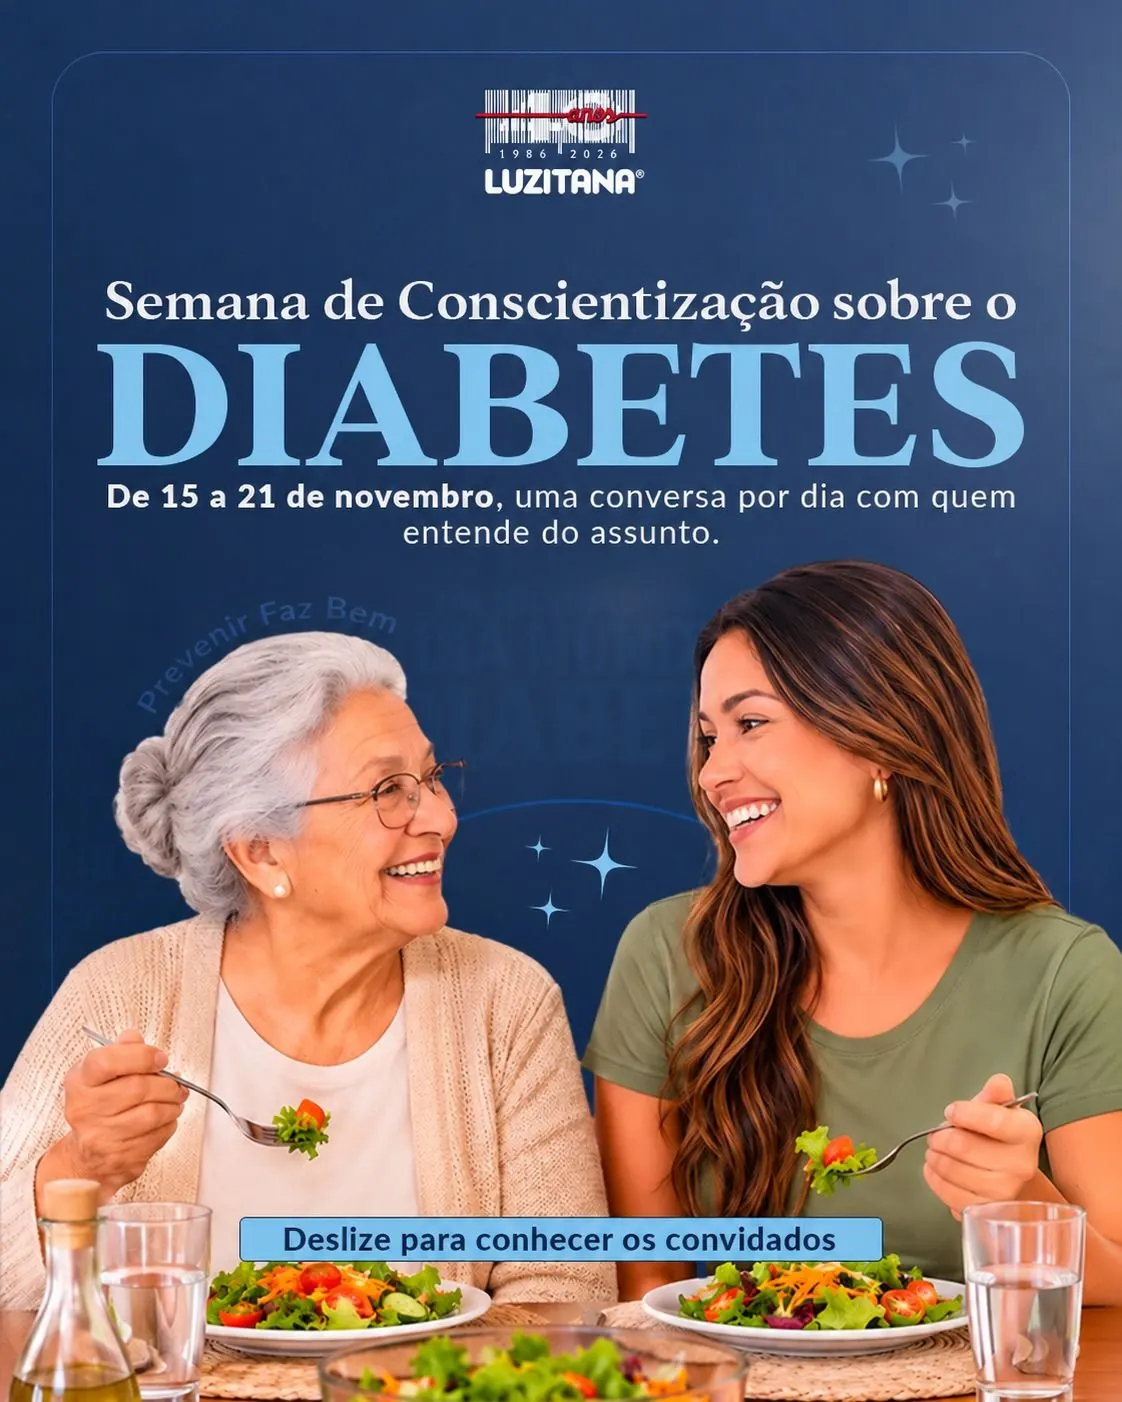 anos
1986 2026
LUZITANA®
Semana de Conscientização sobre o
DIABETES
De 15 a 21 de novembro, uma conversa por dia com quem
entende do assunto.
Prevenir Faz Bem
Deslize para conhecer os convidados